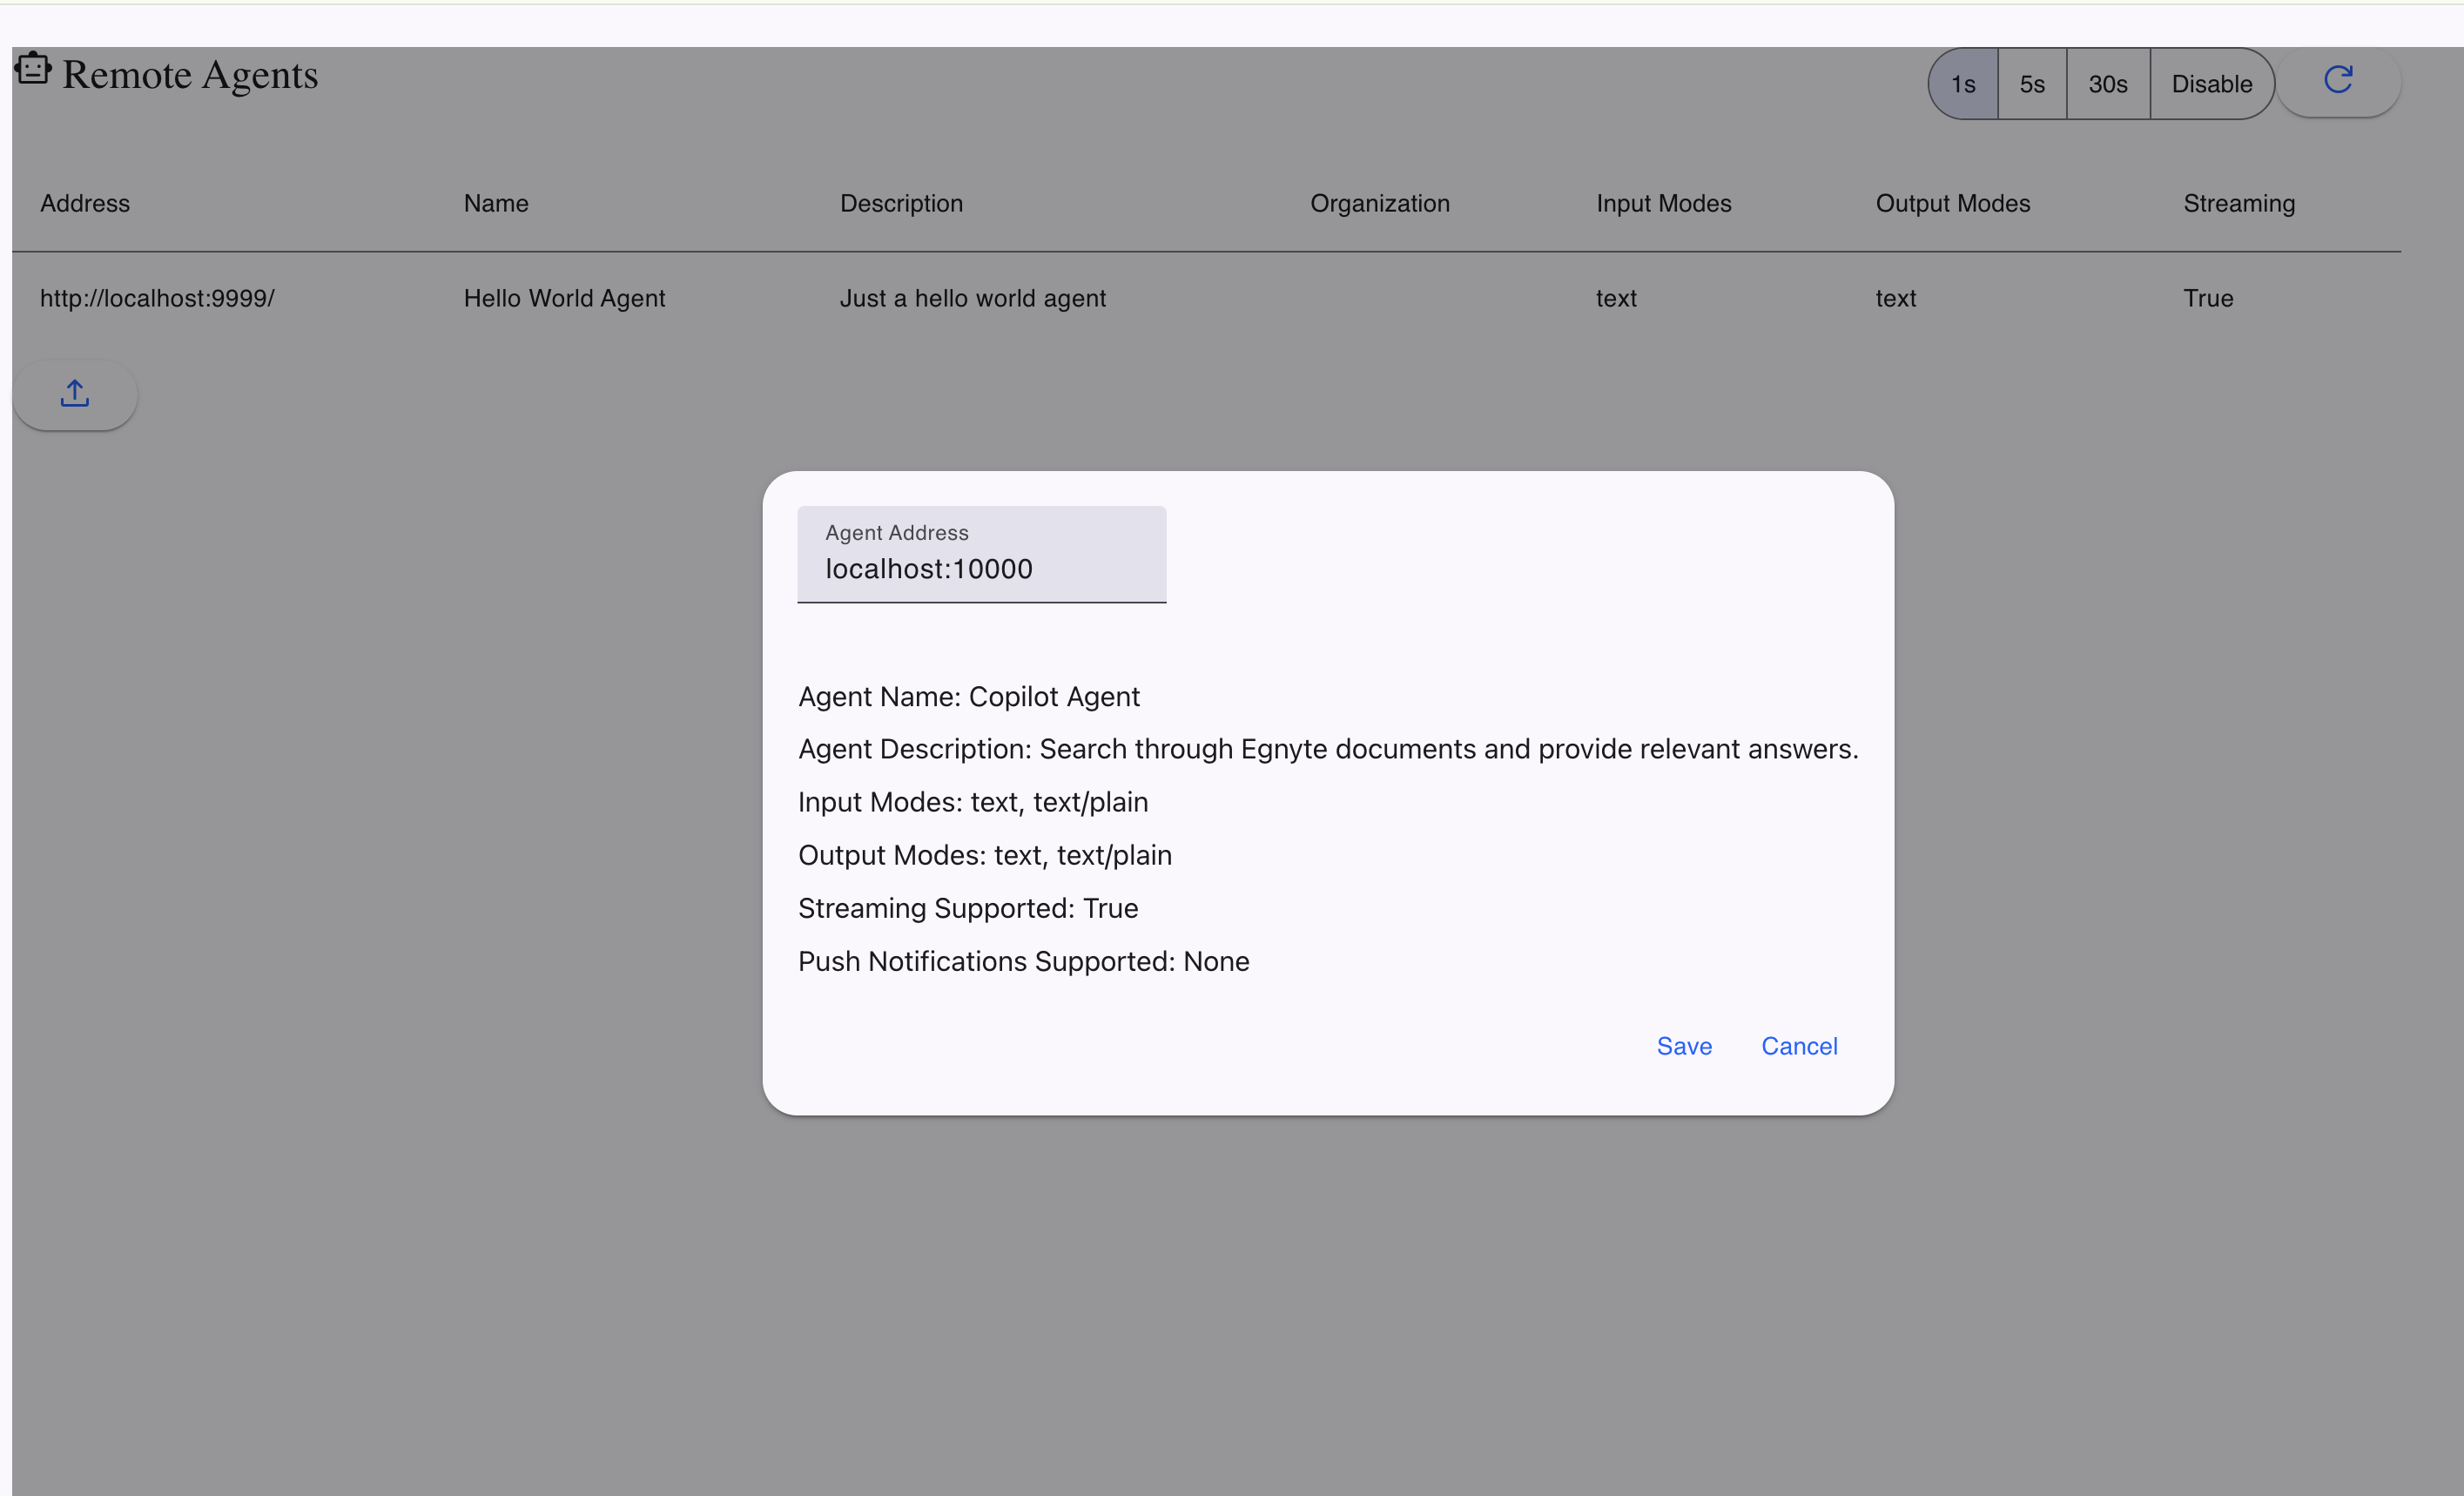 Remote Agents
1s 5s 30s Disable
Address Name Description Organization Input Modes Output Modes Streaming
http://localhost:9999/ Hello World Agent Just a hello world agent text text True
Agent Address
localhost:10000
Agent Name: Copilot Agent
Agent Description: Search through Egnyte documents and provide relevant answers.
Input Modes: text, text/plain
Output Modes: text, text/plain
Streaming Supported: True
Push Notifications Supported: None
Save Cancel